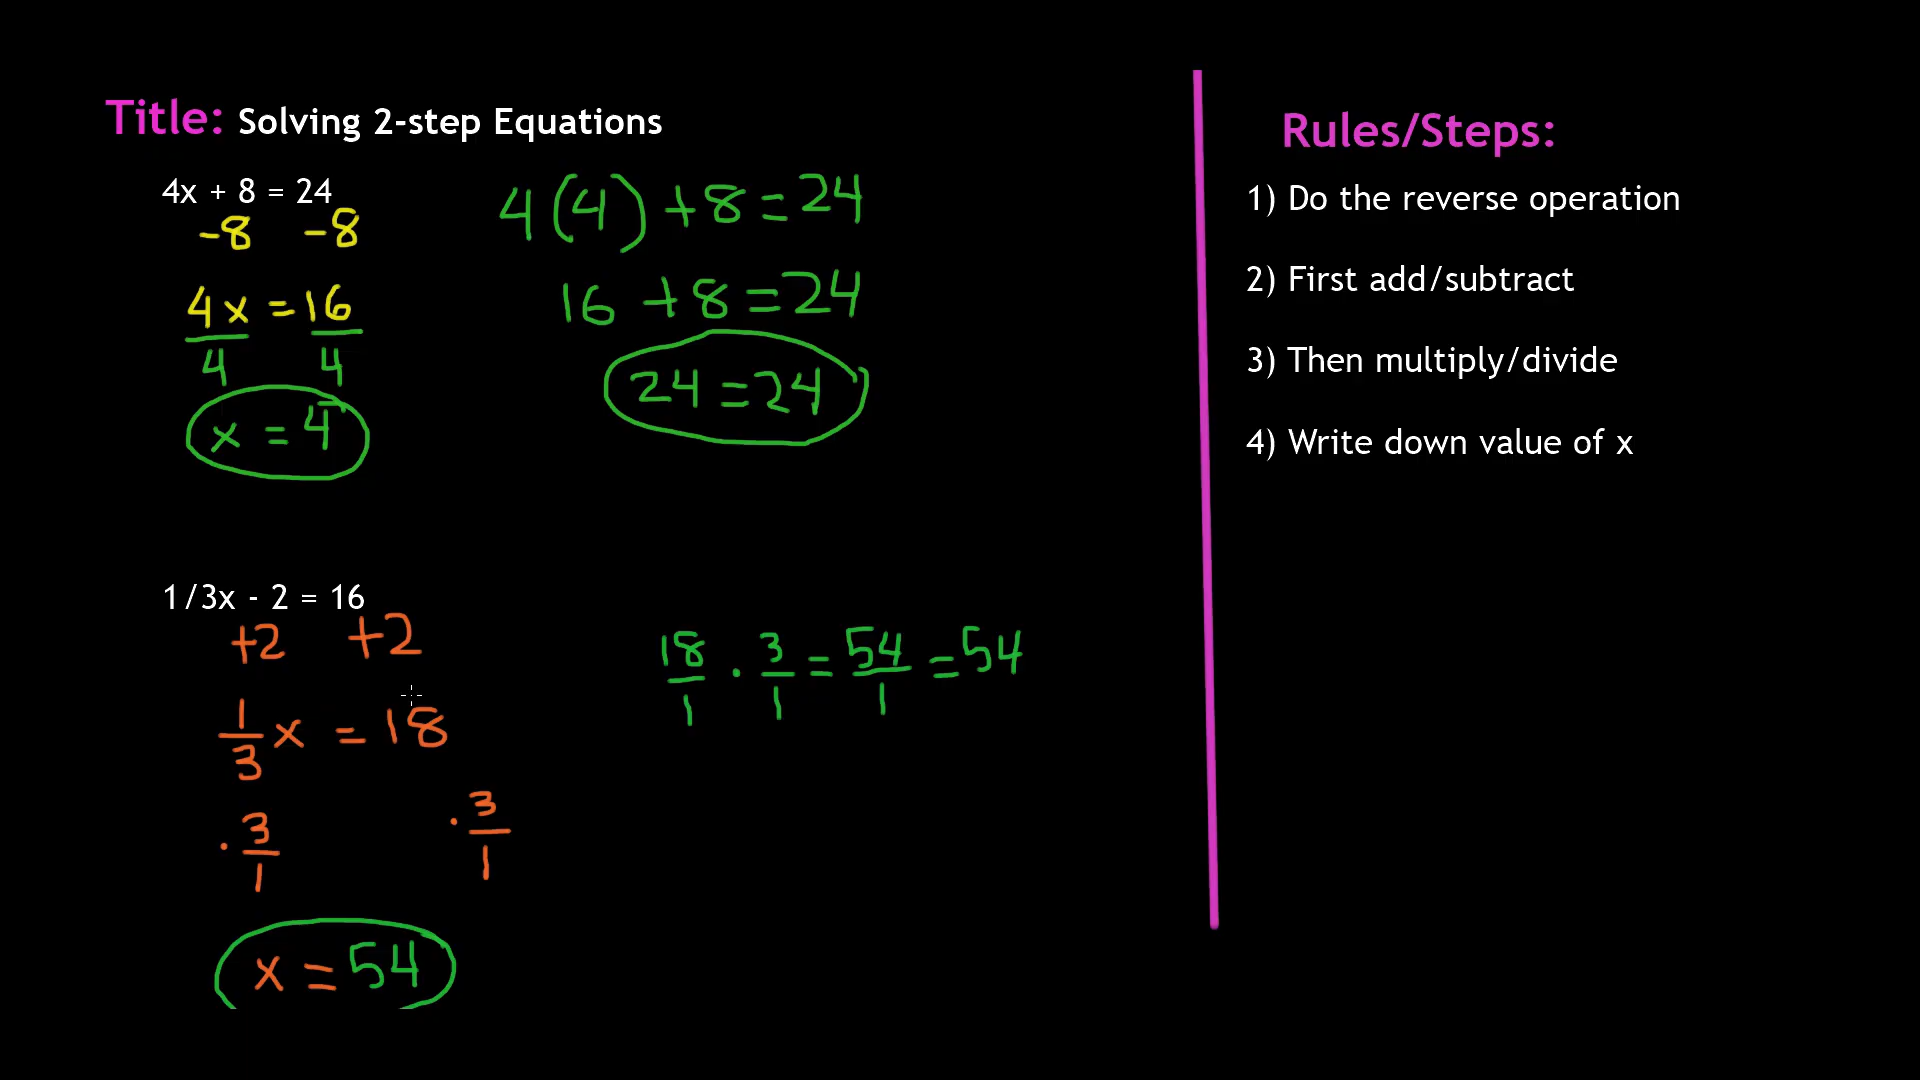 Title: Solving 2-step Equations
4x + 8 = 24
-8 -8
4x = 16
4 4
x = 4
4(4) + 8 = 24
16 + 8 = 24
24 = 24
1/3x - 2 = 16
+2 +2
1/3 x = 18
· 3/1 · 3/1
x = 54
18/1 · 3/1 = 54/1 = 54
Rules/Steps:
1) Do the reverse operation
2) First add/subtract
3) Then multiply/divide
4) Write down value of x